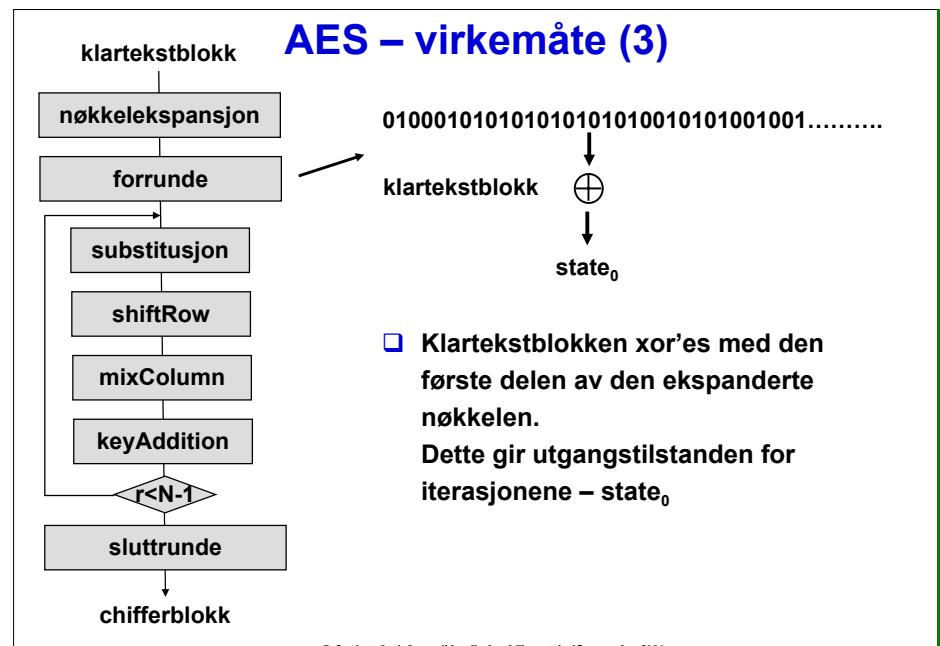 AES – virkemåte (3)
klartekstblokk
nøkkelekspansjon
forrunde
substitusjon
shiftRow
mixColumn
keyAddition
r<N-1
sluttrunde
chifferblokk
010001010101010101010010101001001……….
klartekstblokk
state₀
Klartekstblokken xor’es med den
første delen av den ekspanderte
nøkkelen.
Dette gir utgangstilstanden for
iterasjonene – state₀